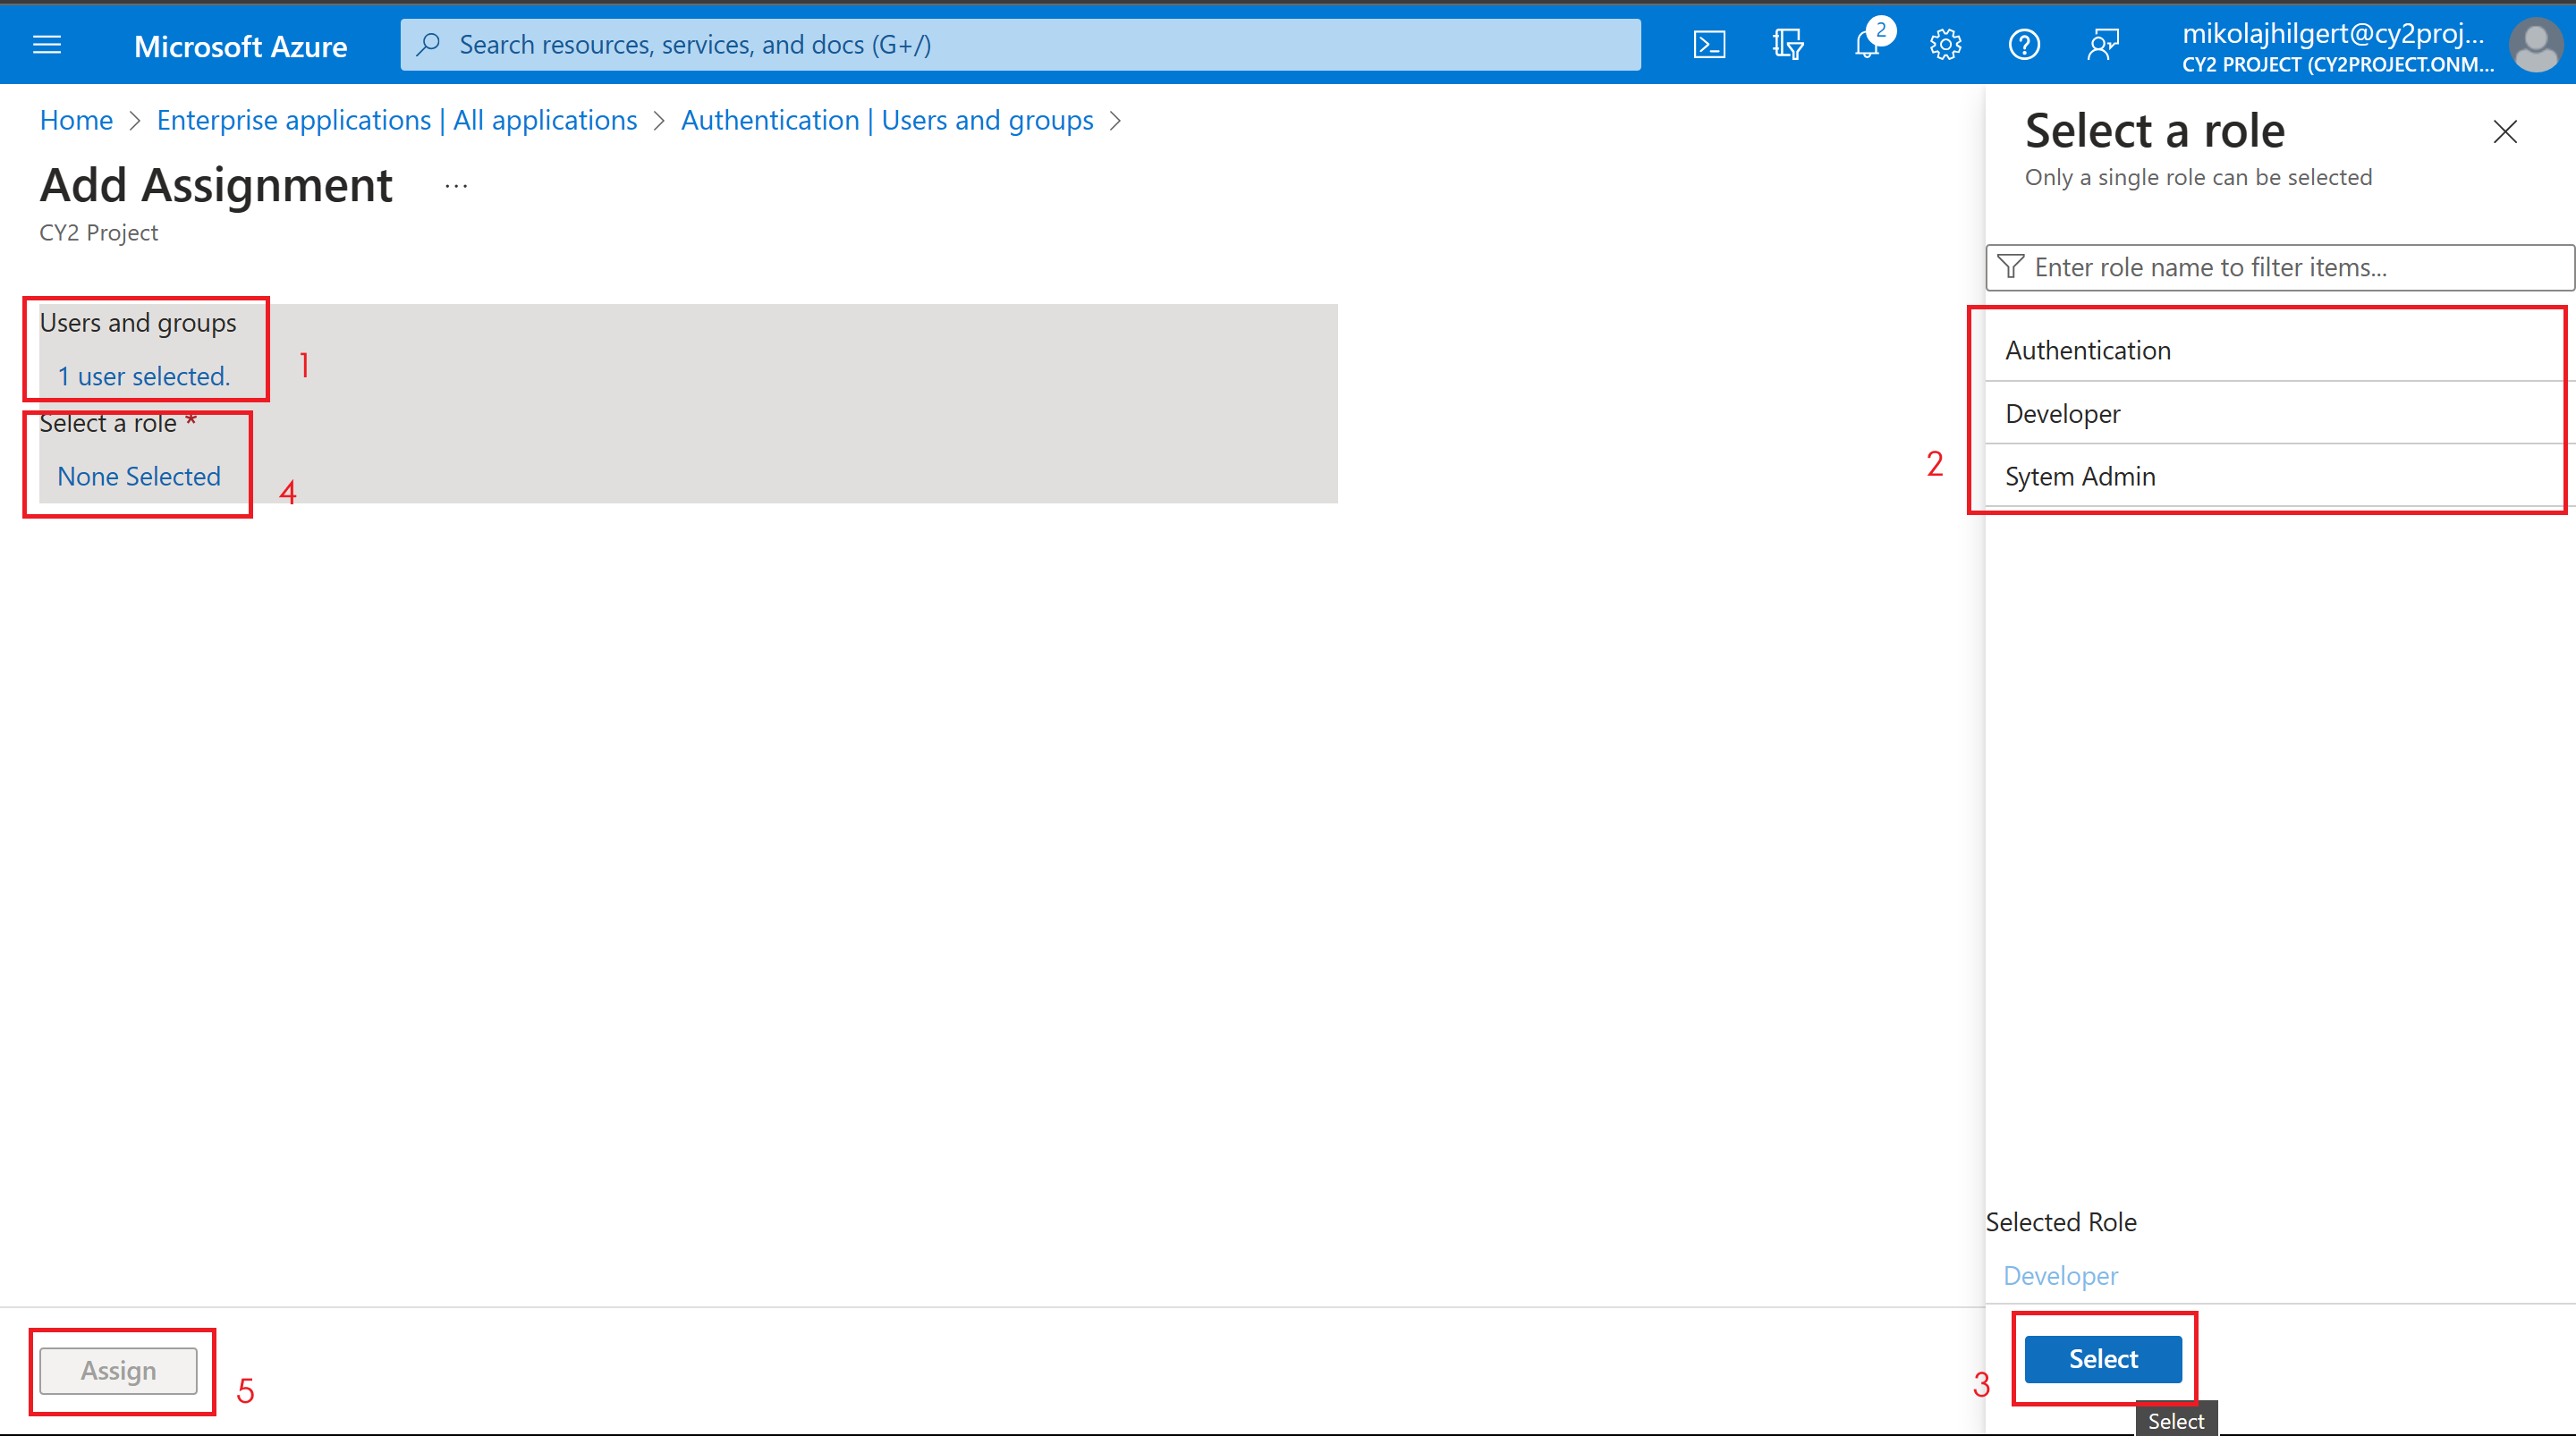 Microsoft Azure
Search resources, services, and docs (G+/)
2
mikolajhilgert@cy2proj...
CY2 PROJECT (CY2PROJECT.ONM...
Home > Enterprise applications | All applications > Authentication | Users and groups >
Add Assignment ...
CY2 Project
Users and groups
1 user selected.
1
Select a role *
None Selected
4
Assign
5
Select a role
Only a single role can be selected
Enter role name to filter items...
Authentication
Developer
Sytem Admin
2
Selected Role
Developer
Select
3
Select